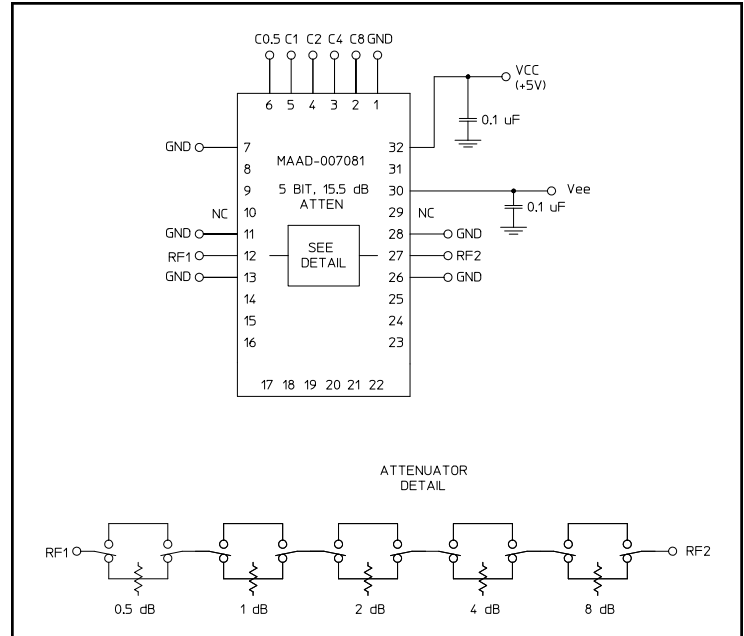 C0.5 C1 C2 C4 C8 GND
VCC
(+5V)
6 5 4 3 2 1
0.1 uF
GND 7 32
MAAD-007081
8 31
9 5 BIT, 15.5 dB 30 Vee
ATTEN
0.1 uF
NC 10 29 NC
GND 11 28 GND
RF1 12 SEE 27 RF2
DETAIL
GND 13 26 GND
14 25
15 24
16 23
17 18 19 20 21 22
ATTENUATOR
DETAIL
RF1 RF2
0.5 dB 1 dB 2 dB 4 dB 8 dB